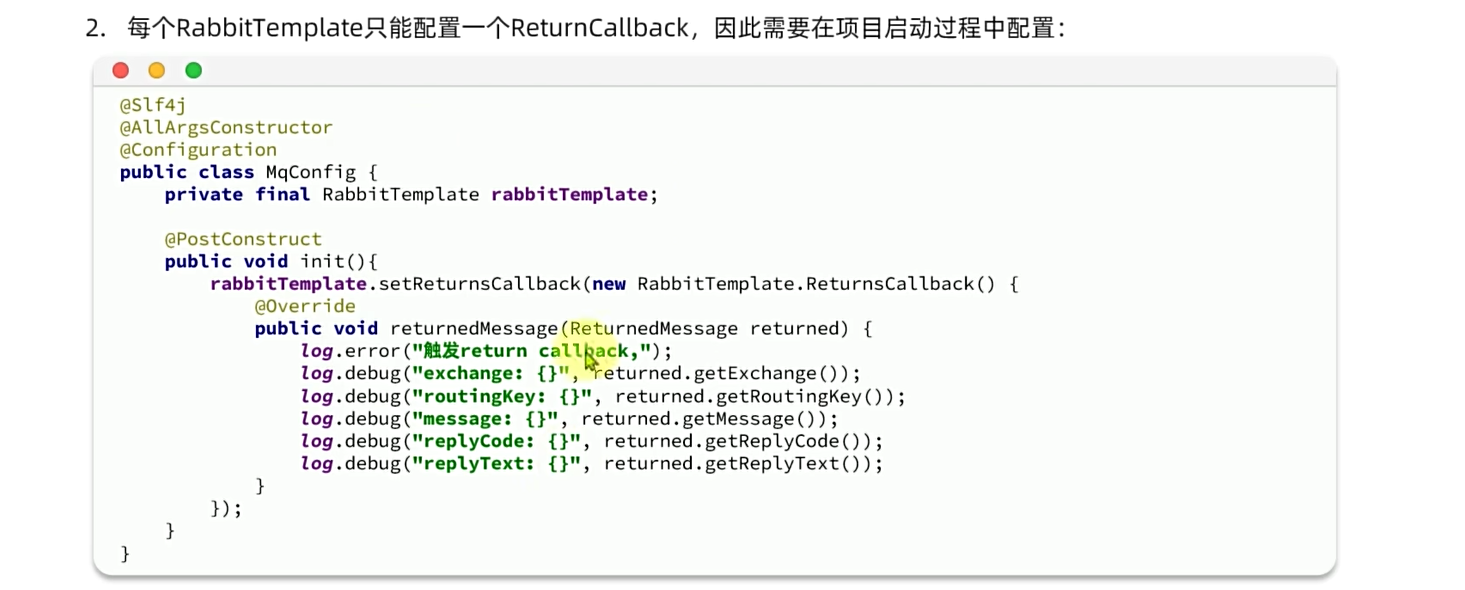 2. 每个RabbitTemplate只能配置一个ReturnCallback，因此需要在项目启动过程中配置：
@Slf4j
@AllArgsConstructor
@Configuration
public class MqConfig {
    private final RabbitTemplate rabbitTemplate;
    @PostConstruct
    public void init(){
        rabbitTemplate.setReturnsCallback(new RabbitTemplate.ReturnsCallback() {
            @Override
            public void returnedMessage(ReturnedMessage returned) {
                log.error("触发return callback,");
                log.debug("exchange: {}", returned.getExchange());
                log.debug("routingKey: {}", returned.getRoutingKey());
                log.debug("message: {}", returned.getMessage());
                log.debug("replyCode: {}", returned.getReplyCode());
                log.debug("replyText: {}", returned.getReplyText());
            }
        });
    }
}